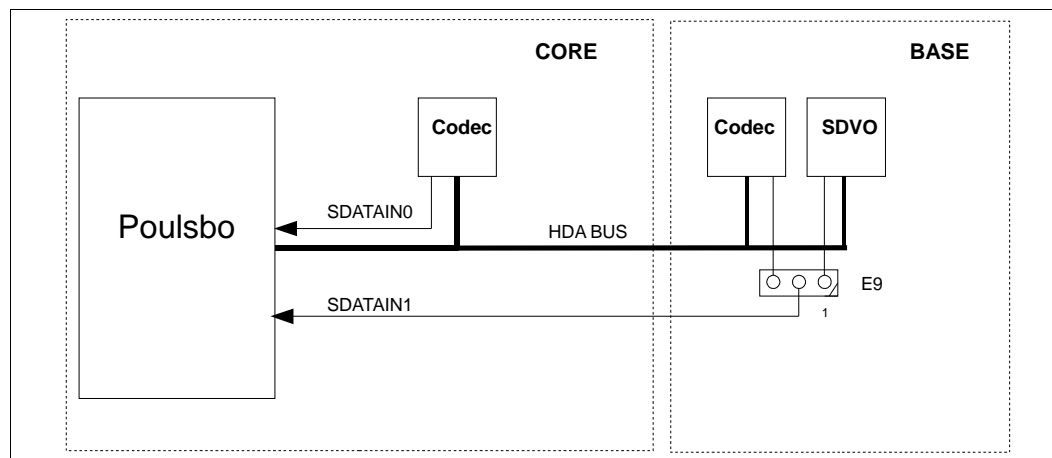 CORE
BASE
Codec
Codec
SDVO
SDATAIN0
Poulsbo
HDA BUS
E9
SDATAIN1
1